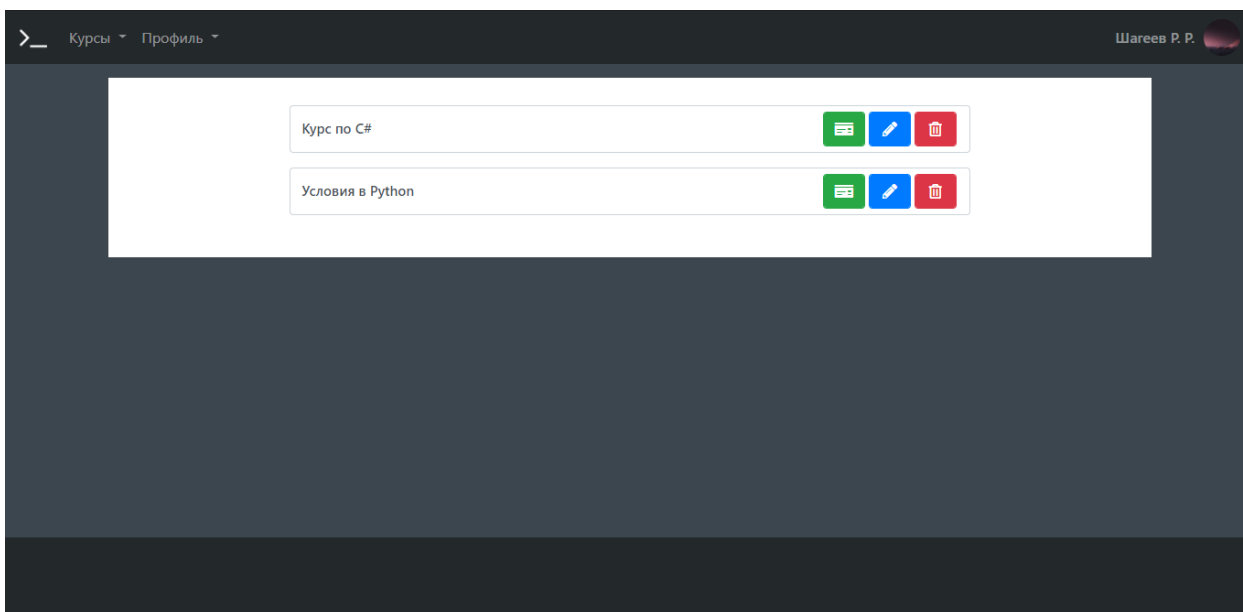 >_ Курсы Профиль Шагеев Р. Р.
Курс по C#
Условия в Python